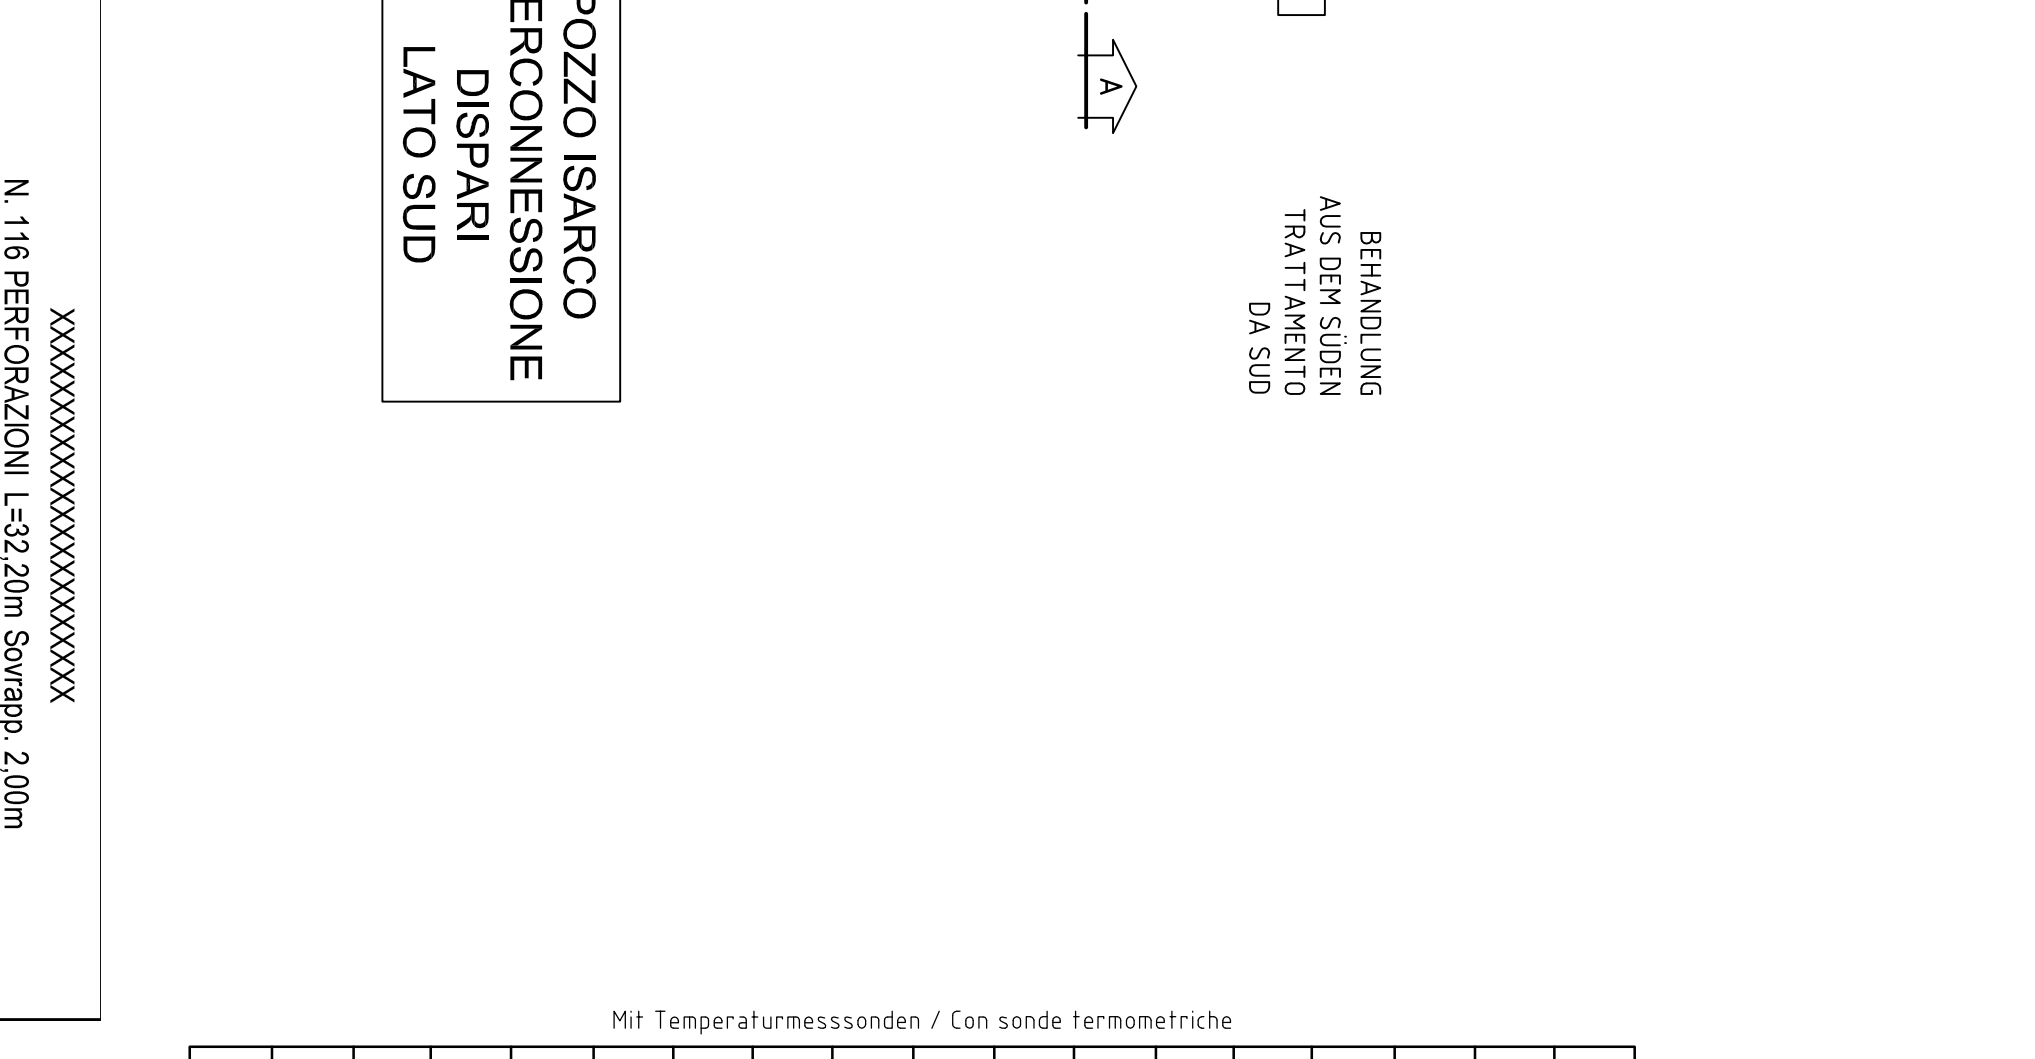 BEHANDLUNG
AUS DEM SÜDEN
TRATTAMENTO
DA SUD
A
POZZO ISARCO
ERCONNESSIONE
DISPARI
LATO SUD
XXXXXXXXXXXXXXXXXXXXXX
N. 116 PERFORAZIONI L=32,20m Sovrapp. 2,00m
Mit Temperaturmesssonden / Con sonde termometriche